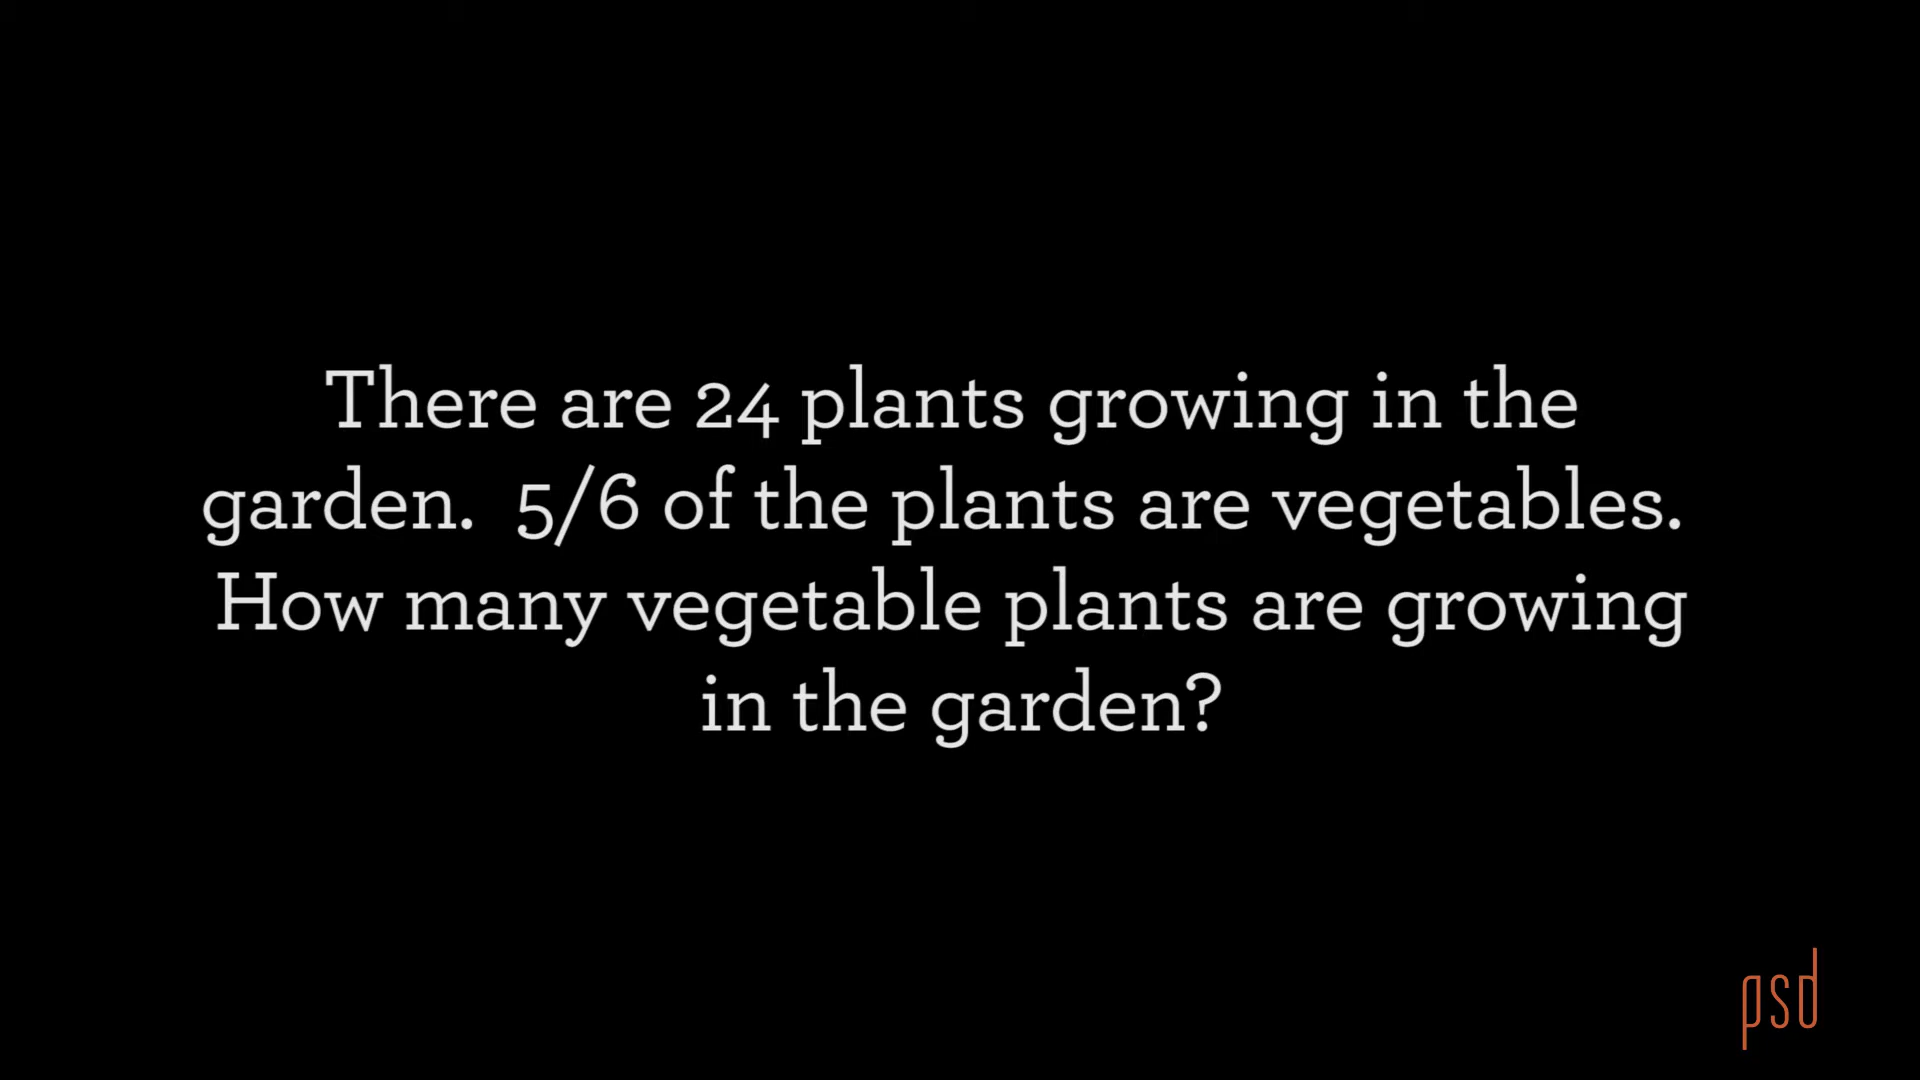 There are 24 plants growing in the
garden.  5/6 of the plants are vegetables.
How many vegetable plants are growing
in the garden?
psd